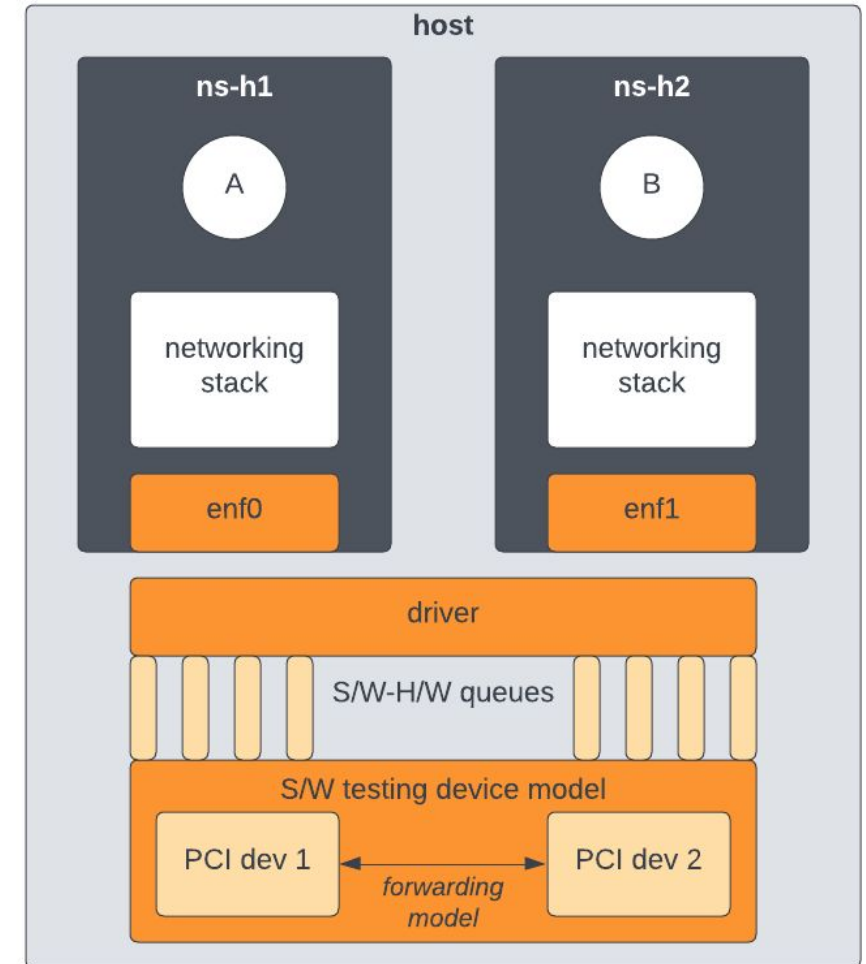 host
ns-h1
ns-h2
A
B
networking
stack
networking
stack
enf0
enf1
driver
S/W-H/W queues
S/W testing device model
PCI dev 1
PCI dev 2
forwarding
model